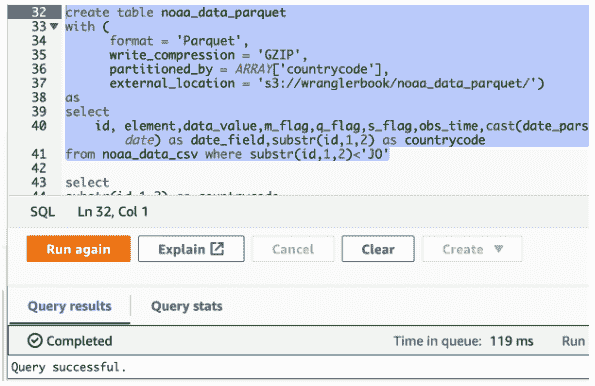 32 create table noaa_data_parquet
33 with (
34 format = 'Parquet',
35 write_compression = 'GZIP',
36 partitioned_by = ARRAY['countrycode'],
37 external_location = 's3://wranglerbook/noaa_data_parquet/')
38 as
39 select
40 id, element,data_value,m_flag,q_flag,s_flag,obs_time,cast(date_pars
date) as date_field,substr(id,1,2) as countrycode
41 from noaa_data_csv where substr(id,1,2)<'JO'
42
43 select
SQL Ln 32, Col 1
Run again Explain Cancel Clear Create
Query results Query stats
Completed Time in queue: 119 ms Run
Query successful.